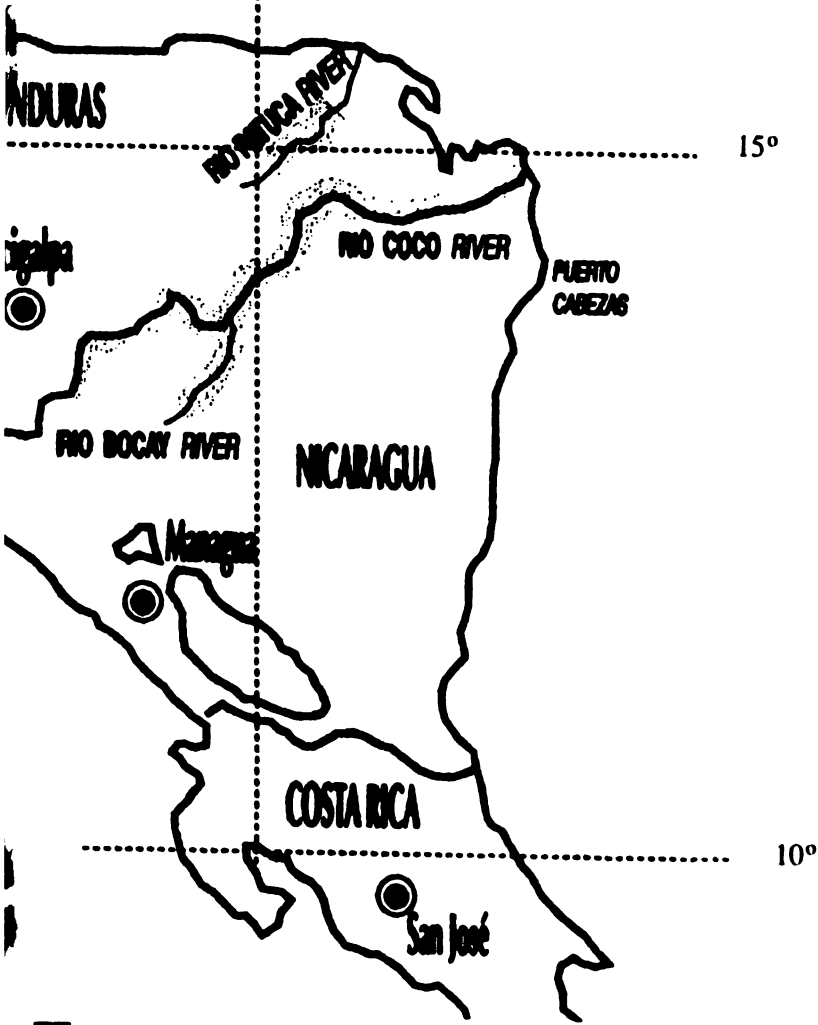 NDURAS
RIO PATUCA RIVER
15º
cigalpa
RIO COCO RIVER
PUERTO
CABEZAS
RIO BOCAY RIVER
NICARAGUA
Managua
COSTA RICA
10º
San José